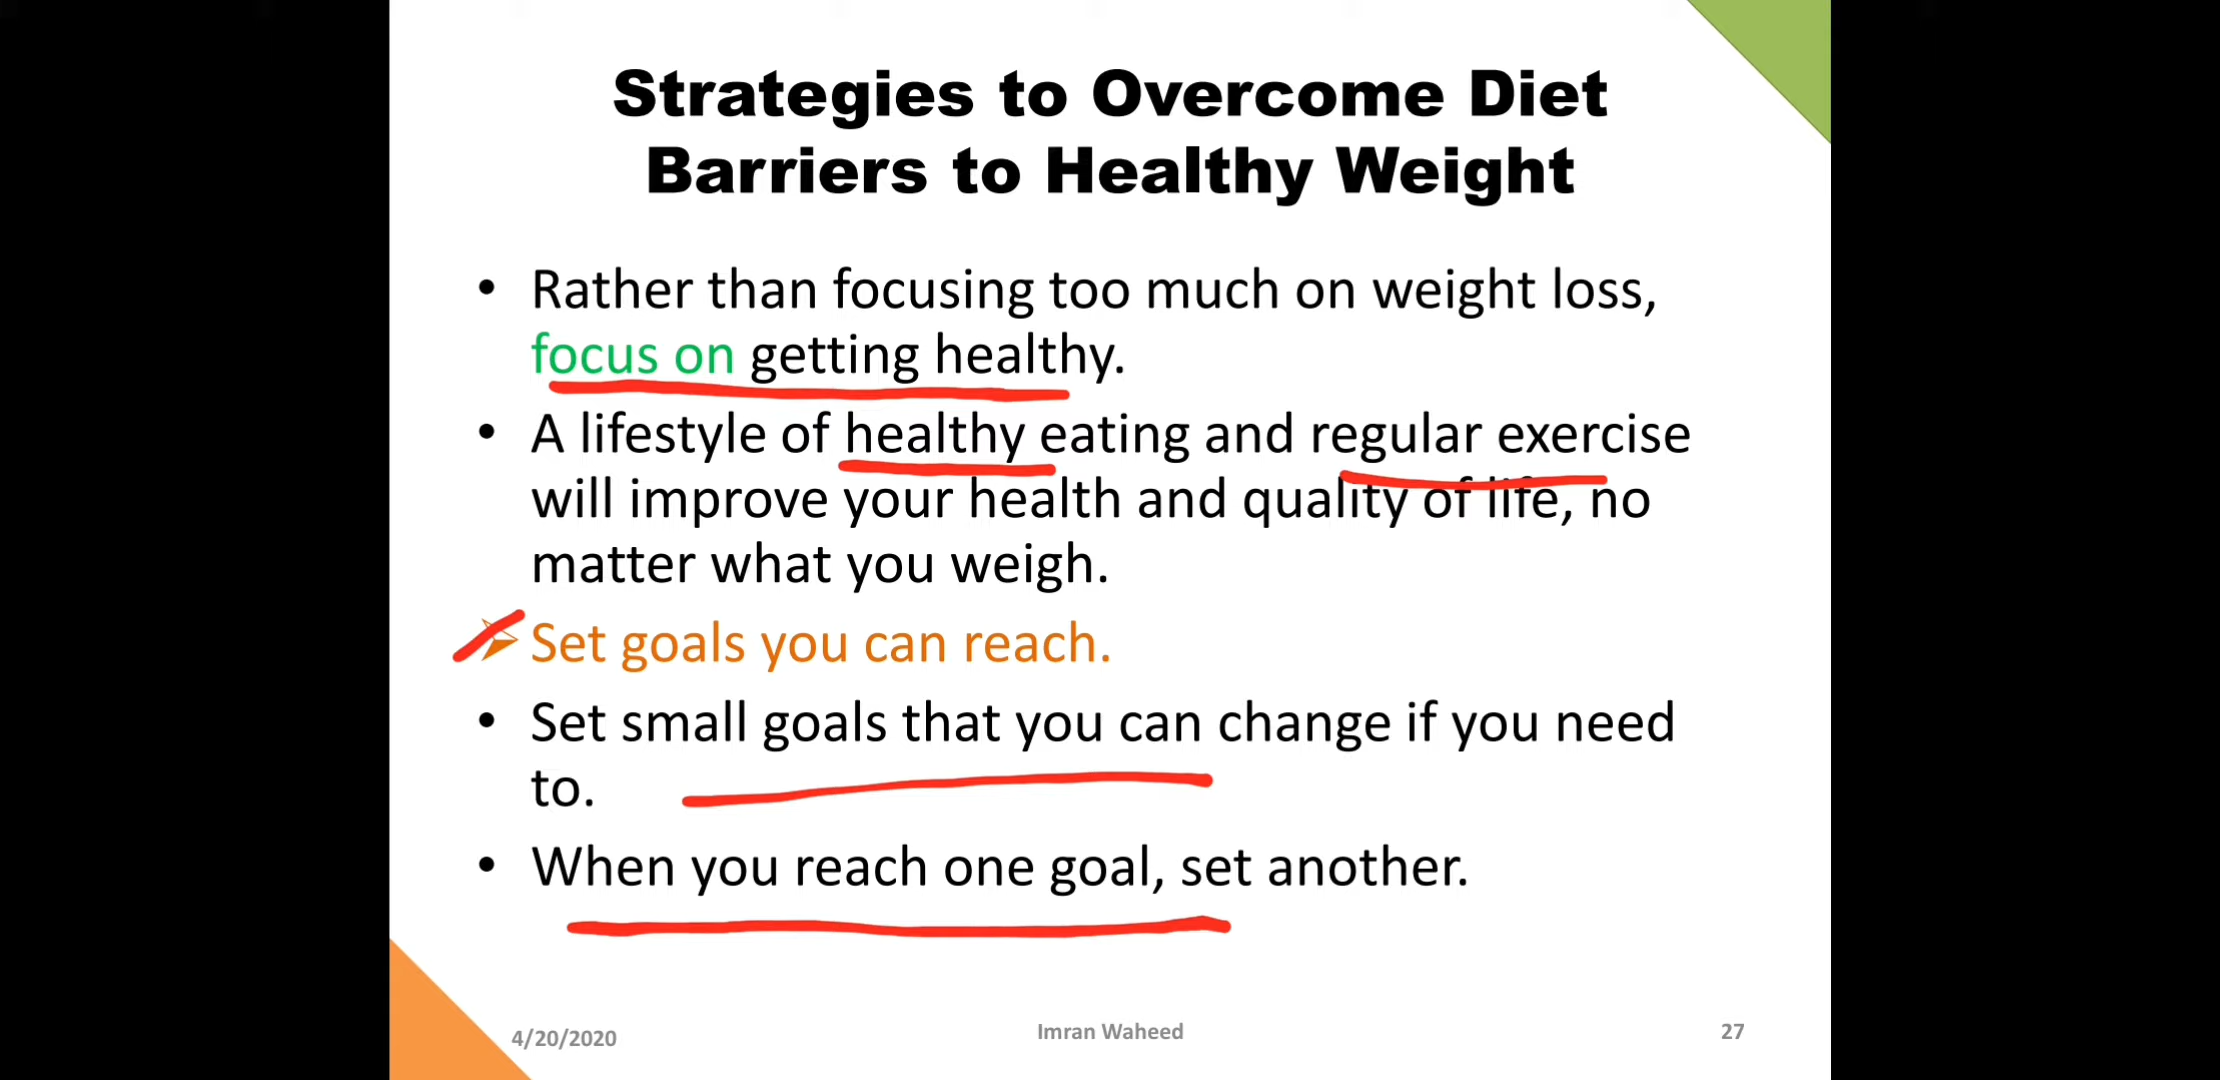 Strategies to Overcome Diet
Barriers to Healthy Weight
• Rather than focusing too much on weight loss,
focus on getting healthy.
• A lifestyle of healthy eating and regular exercise
will improve your health and quality of life, no
matter what you weigh.
➢ Set goals you can reach.
• Set small goals that you can change if you need
to.
• When you reach one goal, set another.
4/20/2020
Imran Waheed
27